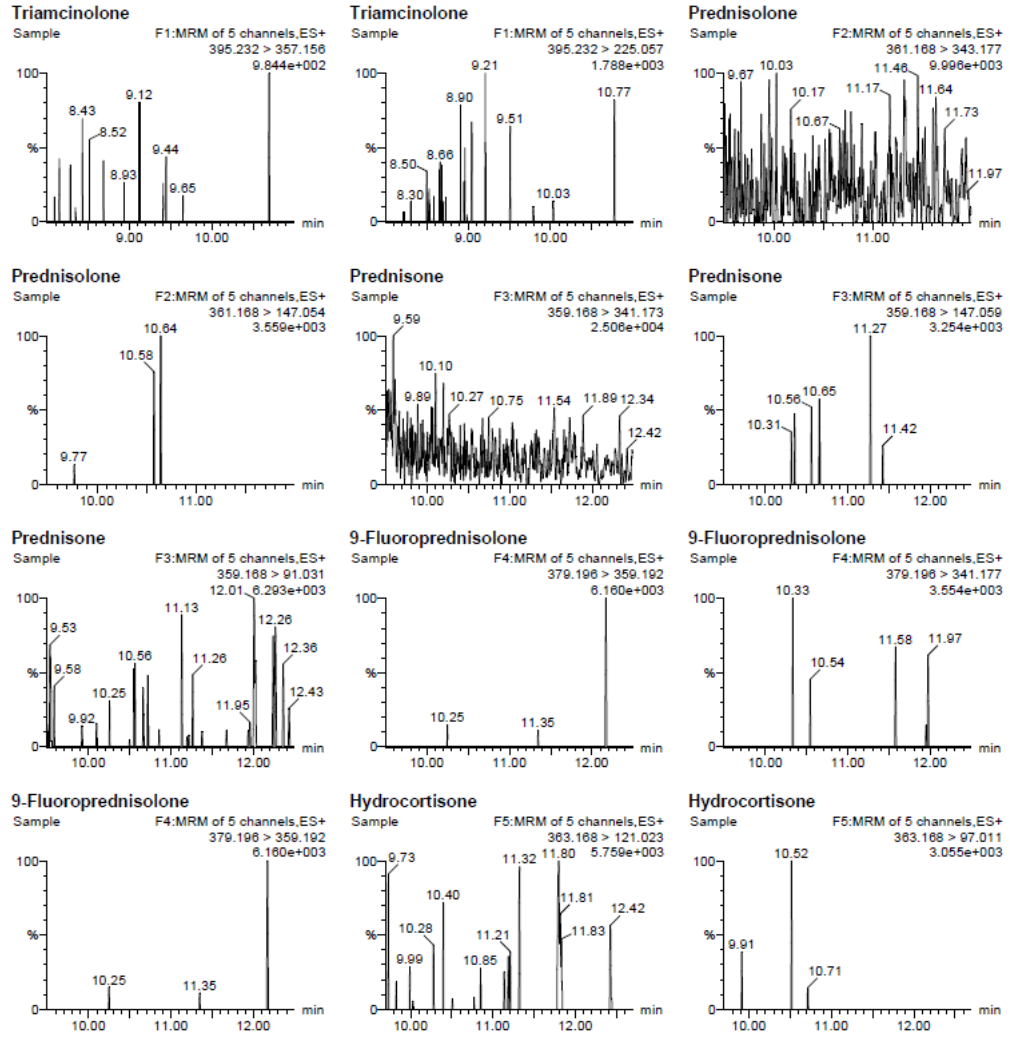 Triamcinolone
Sample F1:MRM of 5 channels,ES+
395.232 > 357.156
9.844e+002
100
%
0
8.43
8.52
8.93
9.12
9.44
9.65
9.00 10.00 min
Triamcinolone
Sample F1:MRM of 5 channels,ES+
395.232 > 225.057
1.788e+003
100
%
0
8.30
8.50
8.66
8.90
9.21
9.51
10.03
10.77
9.00 10.00 min
Prednisolone
Sample F2:MRM of 5 channels,ES+
361.168 > 343.177
9.996e+003
100
%
0
9.67
10.03
10.17
10.67
11.17
11.46
11.64
11.73
11.97
10.00 11.00 min
Prednisolone
Sample F2:MRM of 5 channels,ES+
361.168 > 147.054
3.559e+003
100
%
0
9.77
10.58
10.64
10.00 11.00 min
Prednisone
Sample F3:MRM of 5 channels,ES+
359.168 > 341.173
2.506e+004
100
%
0
9.59
9.89
10.10
10.27
10.75
11.54
11.89
12.34
12.42
10.00 11.00 12.00 min
Prednisone
Sample F3:MRM of 5 channels,ES+
359.168 > 147.059
3.254e+003
100
%
0
10.31
10.56
10.65
11.27
11.42
10.00 11.00 12.00 min
Prednisone
Sample F3:MRM of 5 channels,ES+
359.168 > 91.031
12.01 6.293e+003
100
%
0
9.53
9.58
9.92
10.25
10.56
11.13
11.26
11.95
12.26
12.36
12.43
10.00 11.00 12.00 min
9-Fluoroprednisolone
Sample F4:MRM of 5 channels,ES+
379.196 > 359.192
6.160e+003
100
%
0
10.25
11.35
10.00 11.00 12.00 min
9-Fluoroprednisolone
Sample F4:MRM of 5 channels,ES+
379.196 > 341.177
3.554e+003
100
%
0
10.33
10.54
11.58
11.97
10.00 11.00 12.00 min
9-Fluoroprednisolone
Sample F4:MRM of 5 channels,ES+
379.196 > 359.192
6.160e+003
100
%
0
10.25
11.35
10.00 11.00 12.00 min
Hydrocortisone
Sample F5:MRM of 5 channels,ES+
363.168 > 121.023
5.759e+003
100
%
0
9.73
9.99
10.28
10.40
10.85
11.21
11.32
11.80
11.81
11.83
12.42
10.00 11.00 12.00 min
Hydrocortisone
Sample F5:MRM of 5 channels,ES+
363.168 > 97.011
3.055e+003
100
%
0
9.91
10.52
10.71
10.00 11.00 12.00 min